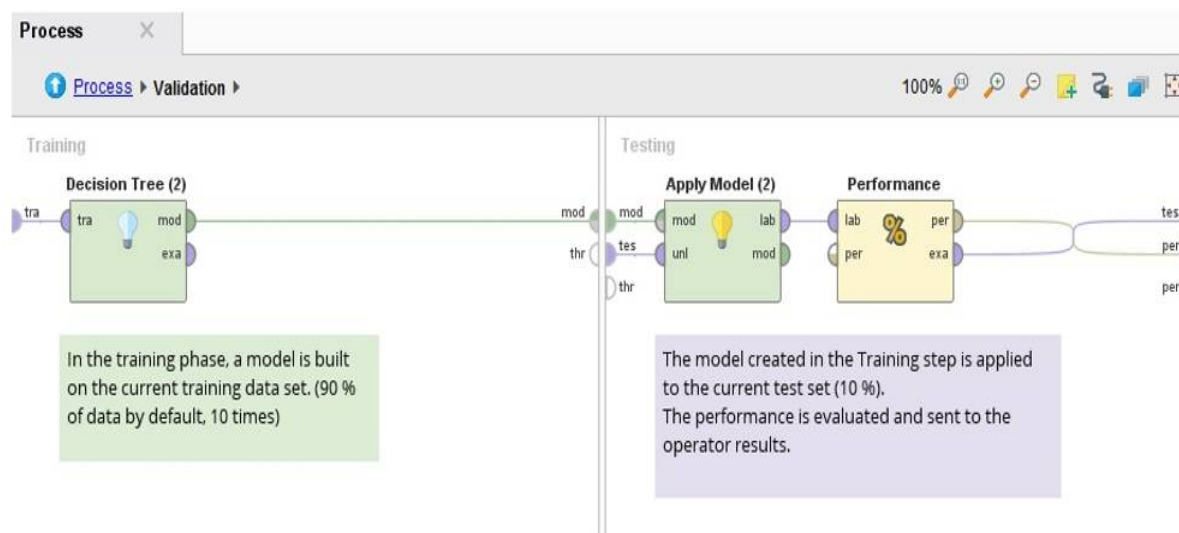 Process
Process Validation
100%
Training
Testing
Decision Tree (2)
Apply Model (2)
Performance
tra
tra
mod
exa
mod
thr
mod
tes
thr
mod
unl
lab
mod
lab
per
%
per
exa
tes
per
per
In the training phase, a model is built
on the current training data set. (90 %
of data by default, 10 times)
The model created in the Training step is applied
to the current test set (10 %).
The performance is evaluated and sent to the
operator results.